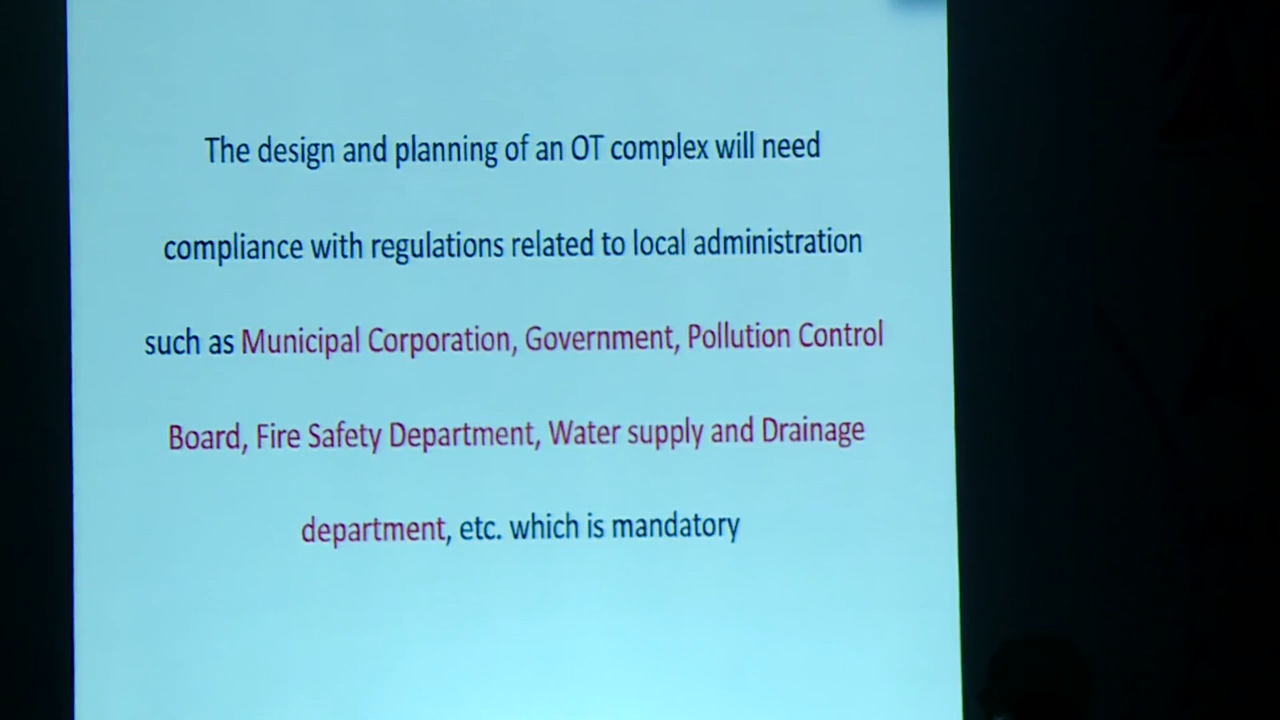 The design and planning of an OT complex will need
compliance with regulations related to local administration
such as Municipal Corporation, Government, Pollution Control
Board, Fire Safety Department, Water supply and Drainage
department, etc. which is mandatory